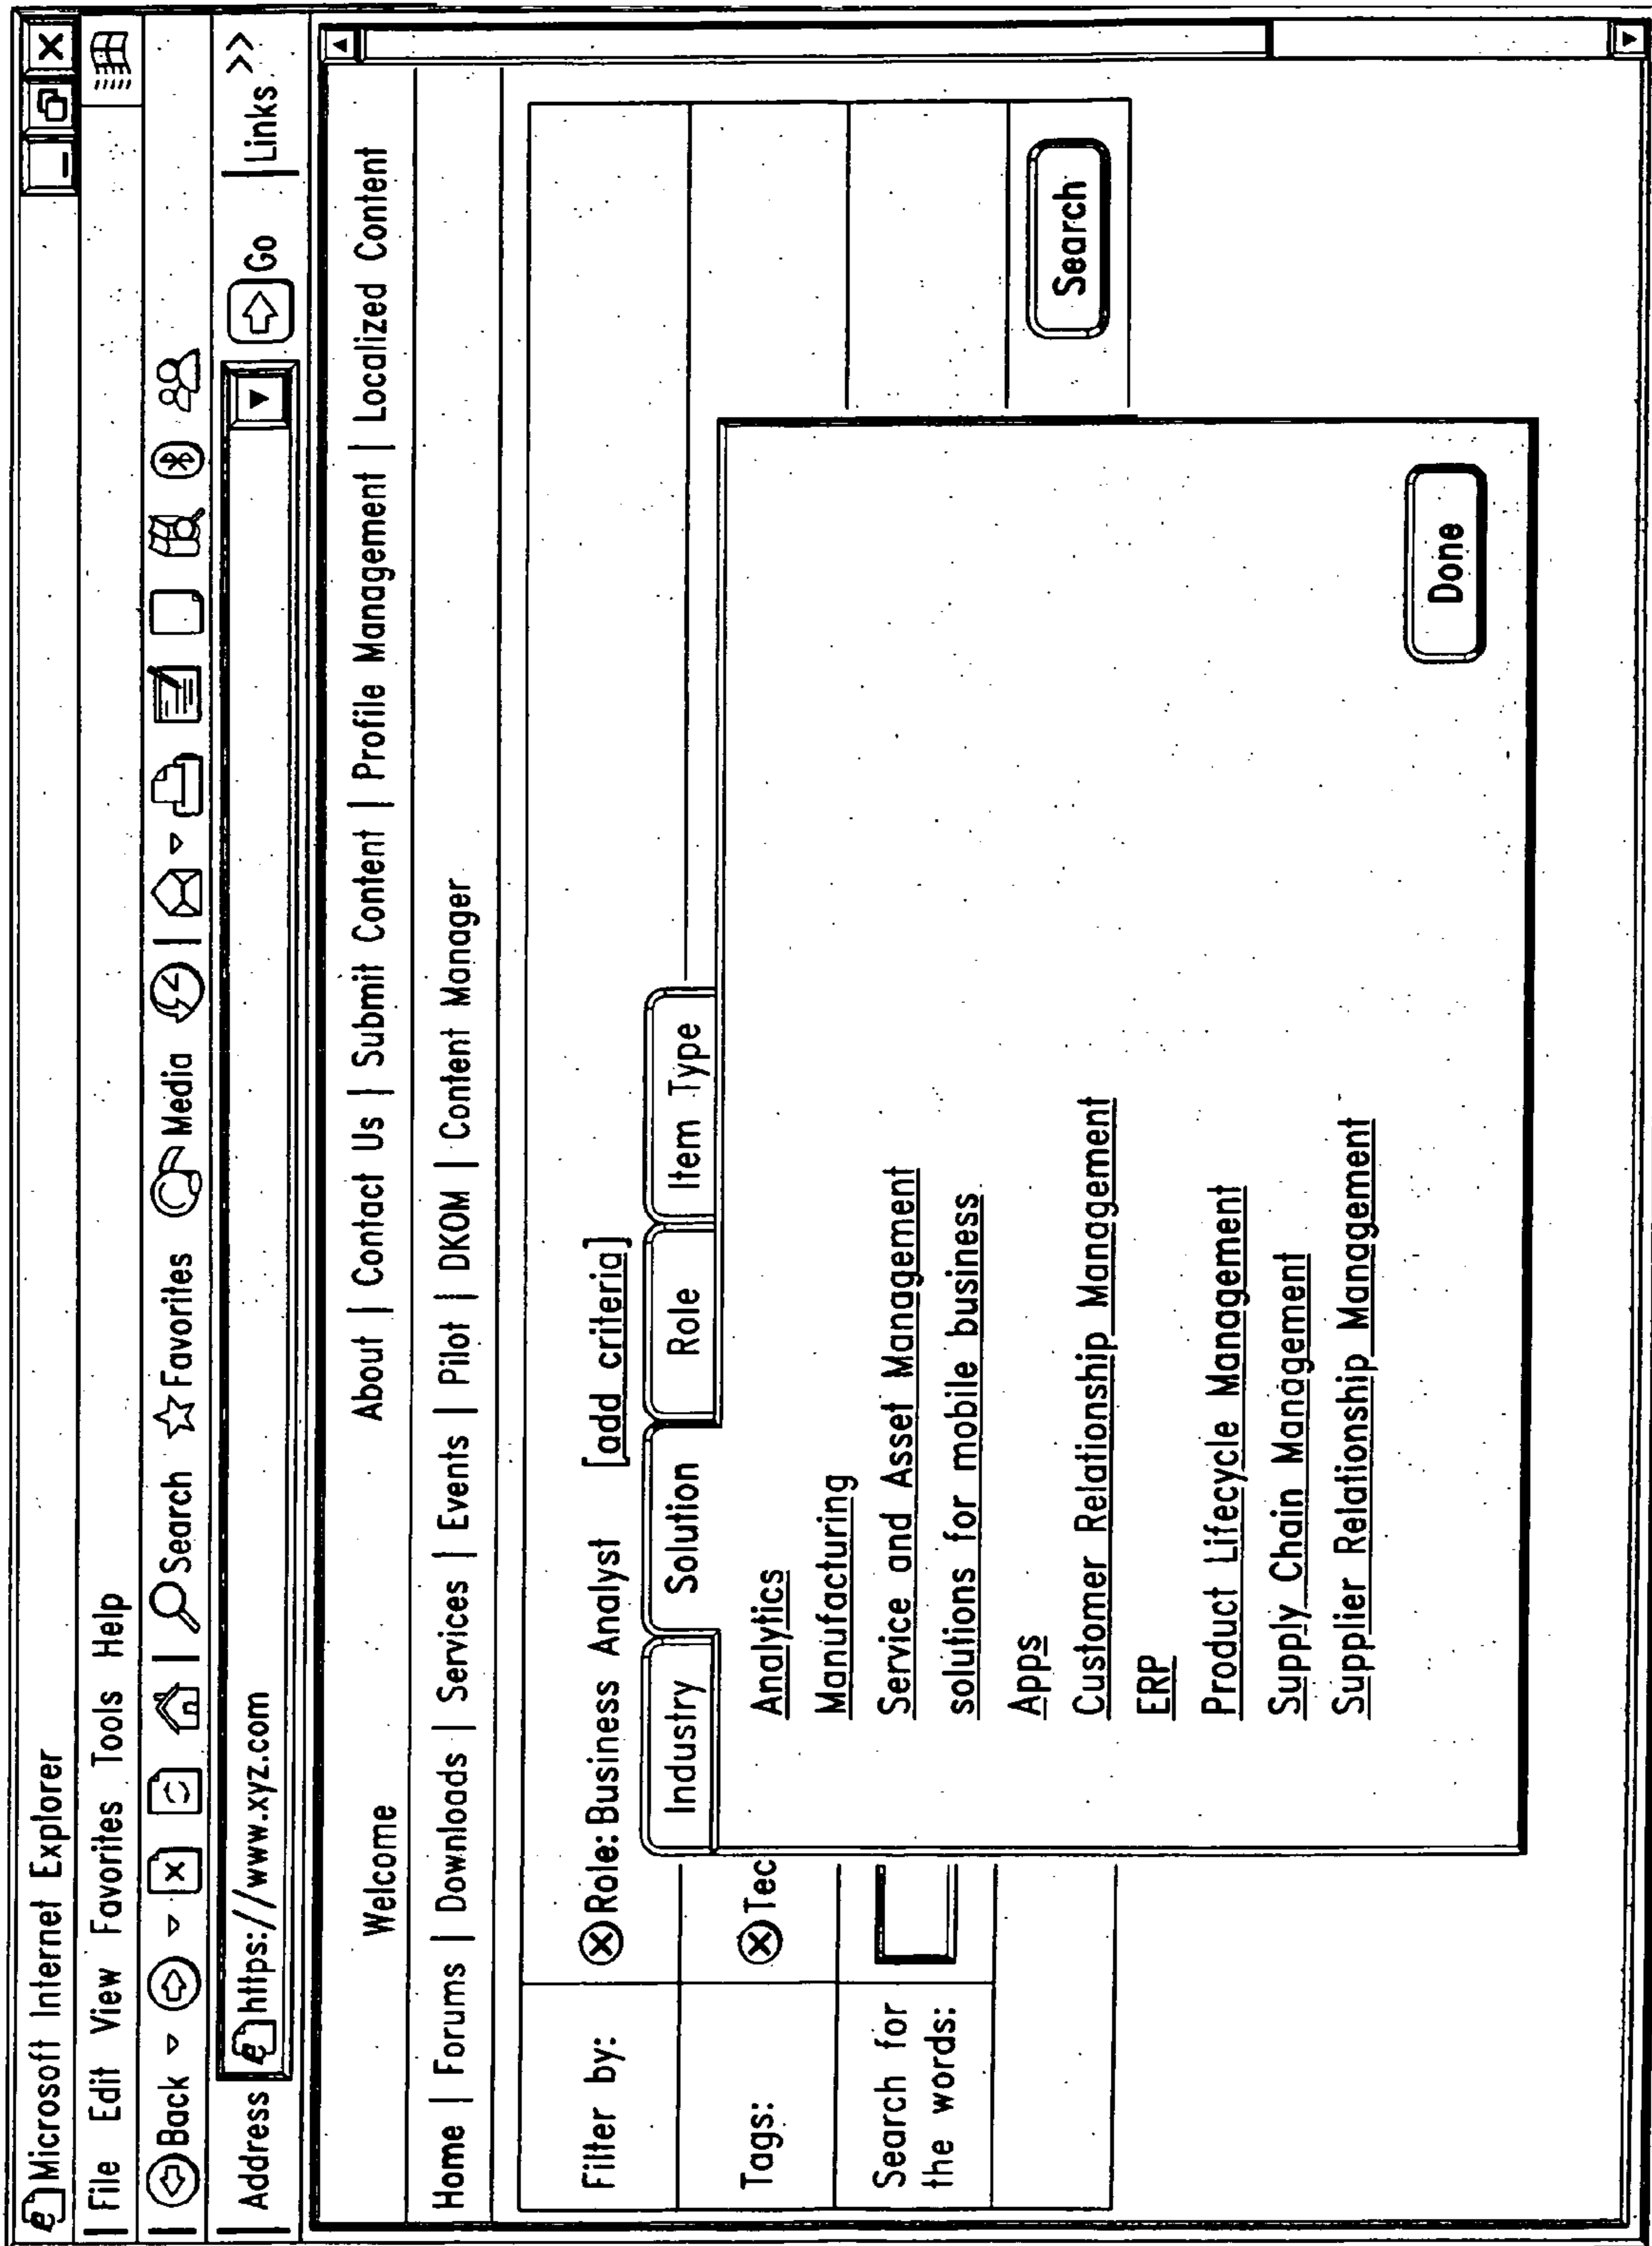 Microsoft Internet Explorer
File Edit View Favorites Tools Help
Back Search Favorites Media
Address https://www.xyz.com Go Links >>
Welcome About | Contact Us | Submit Content | Profile Management | Localized Content
Home | Forums | Downloads | Services | Events | Pilot | DKOM | Content Manager
Filter by: Role: Business Analyst [add criteria]
Industry Solution Role Item Type
Tags: Tec
Analytics
Manufacturing
Search for
the words:
Service and Asset Management
solutions for mobile business
Apps
Search
Customer Relationship Management
ERP
Product Lifecycle Management
Supply Chain Management
Supplier Relationship Management
Done